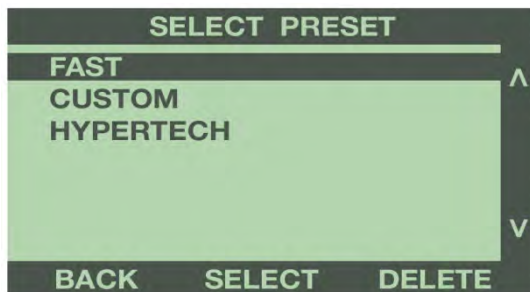 SELECT PRESET
FAST
CUSTOM
HYPERTECH
BACK SELECT DELETE